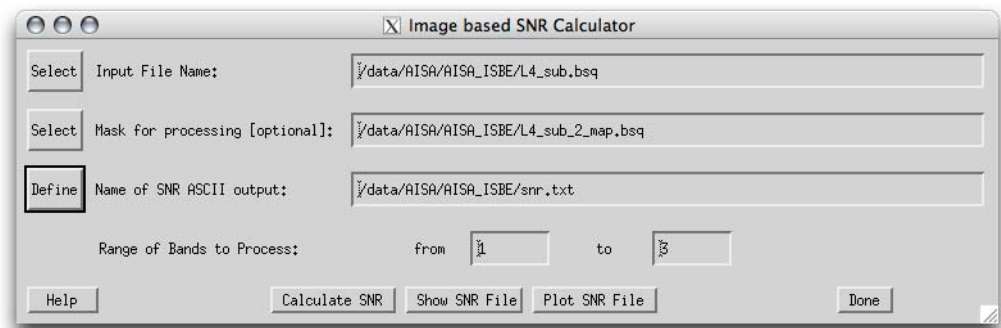 Image based SNR Calculator
Select Input File Name: /data/AISA/AISA_ISBE/L4_sub.bsq
Select Mask for processing [optional]: /data/AISA/AISA_ISBE/L4_sub_2_map.bsq
Define Name of SNR ASCII output: /data/AISA/AISA_ISBE/snr.txt
Range of Bands to Process: from 1 to 3
Help Calculate SNR Show SNR File Plot SNR File Done